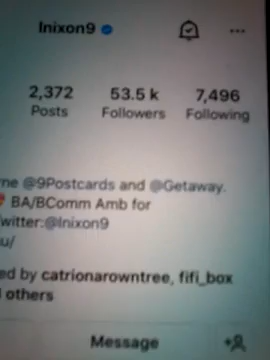 lnixon9
2,372 53.5 k 7,496
Posts Followers Following
ne @9Postcards and @Getaway.
BA/BComm Amb for
witter:@lnixon9
u/
ed by catrionarowntree, fifi_box
others
Message